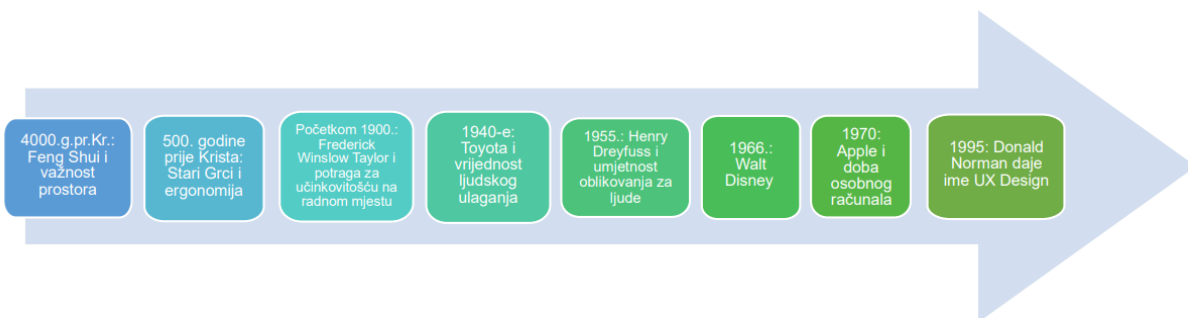 4000.g.pr.Kr.:
Feng Shui i
važnost
prostora
500. godine
prije Krista:
Stari Grci i
ergonomija
Početkom 1900.:
Frederick
Winslow Taylor i
potraga za
učinkovitošću na
radnom mjestu
1940-e:
Toyota i
vrijednost
ljudskog
ulaganja
1955.: Henry
Dreyfuss i
umjetnost
oblikovanja za
ljude
1966.:
Walt
Disney
1970:
Apple i
doba
osobnog
računala
1995: Donald
Norman daje
ime UX Design